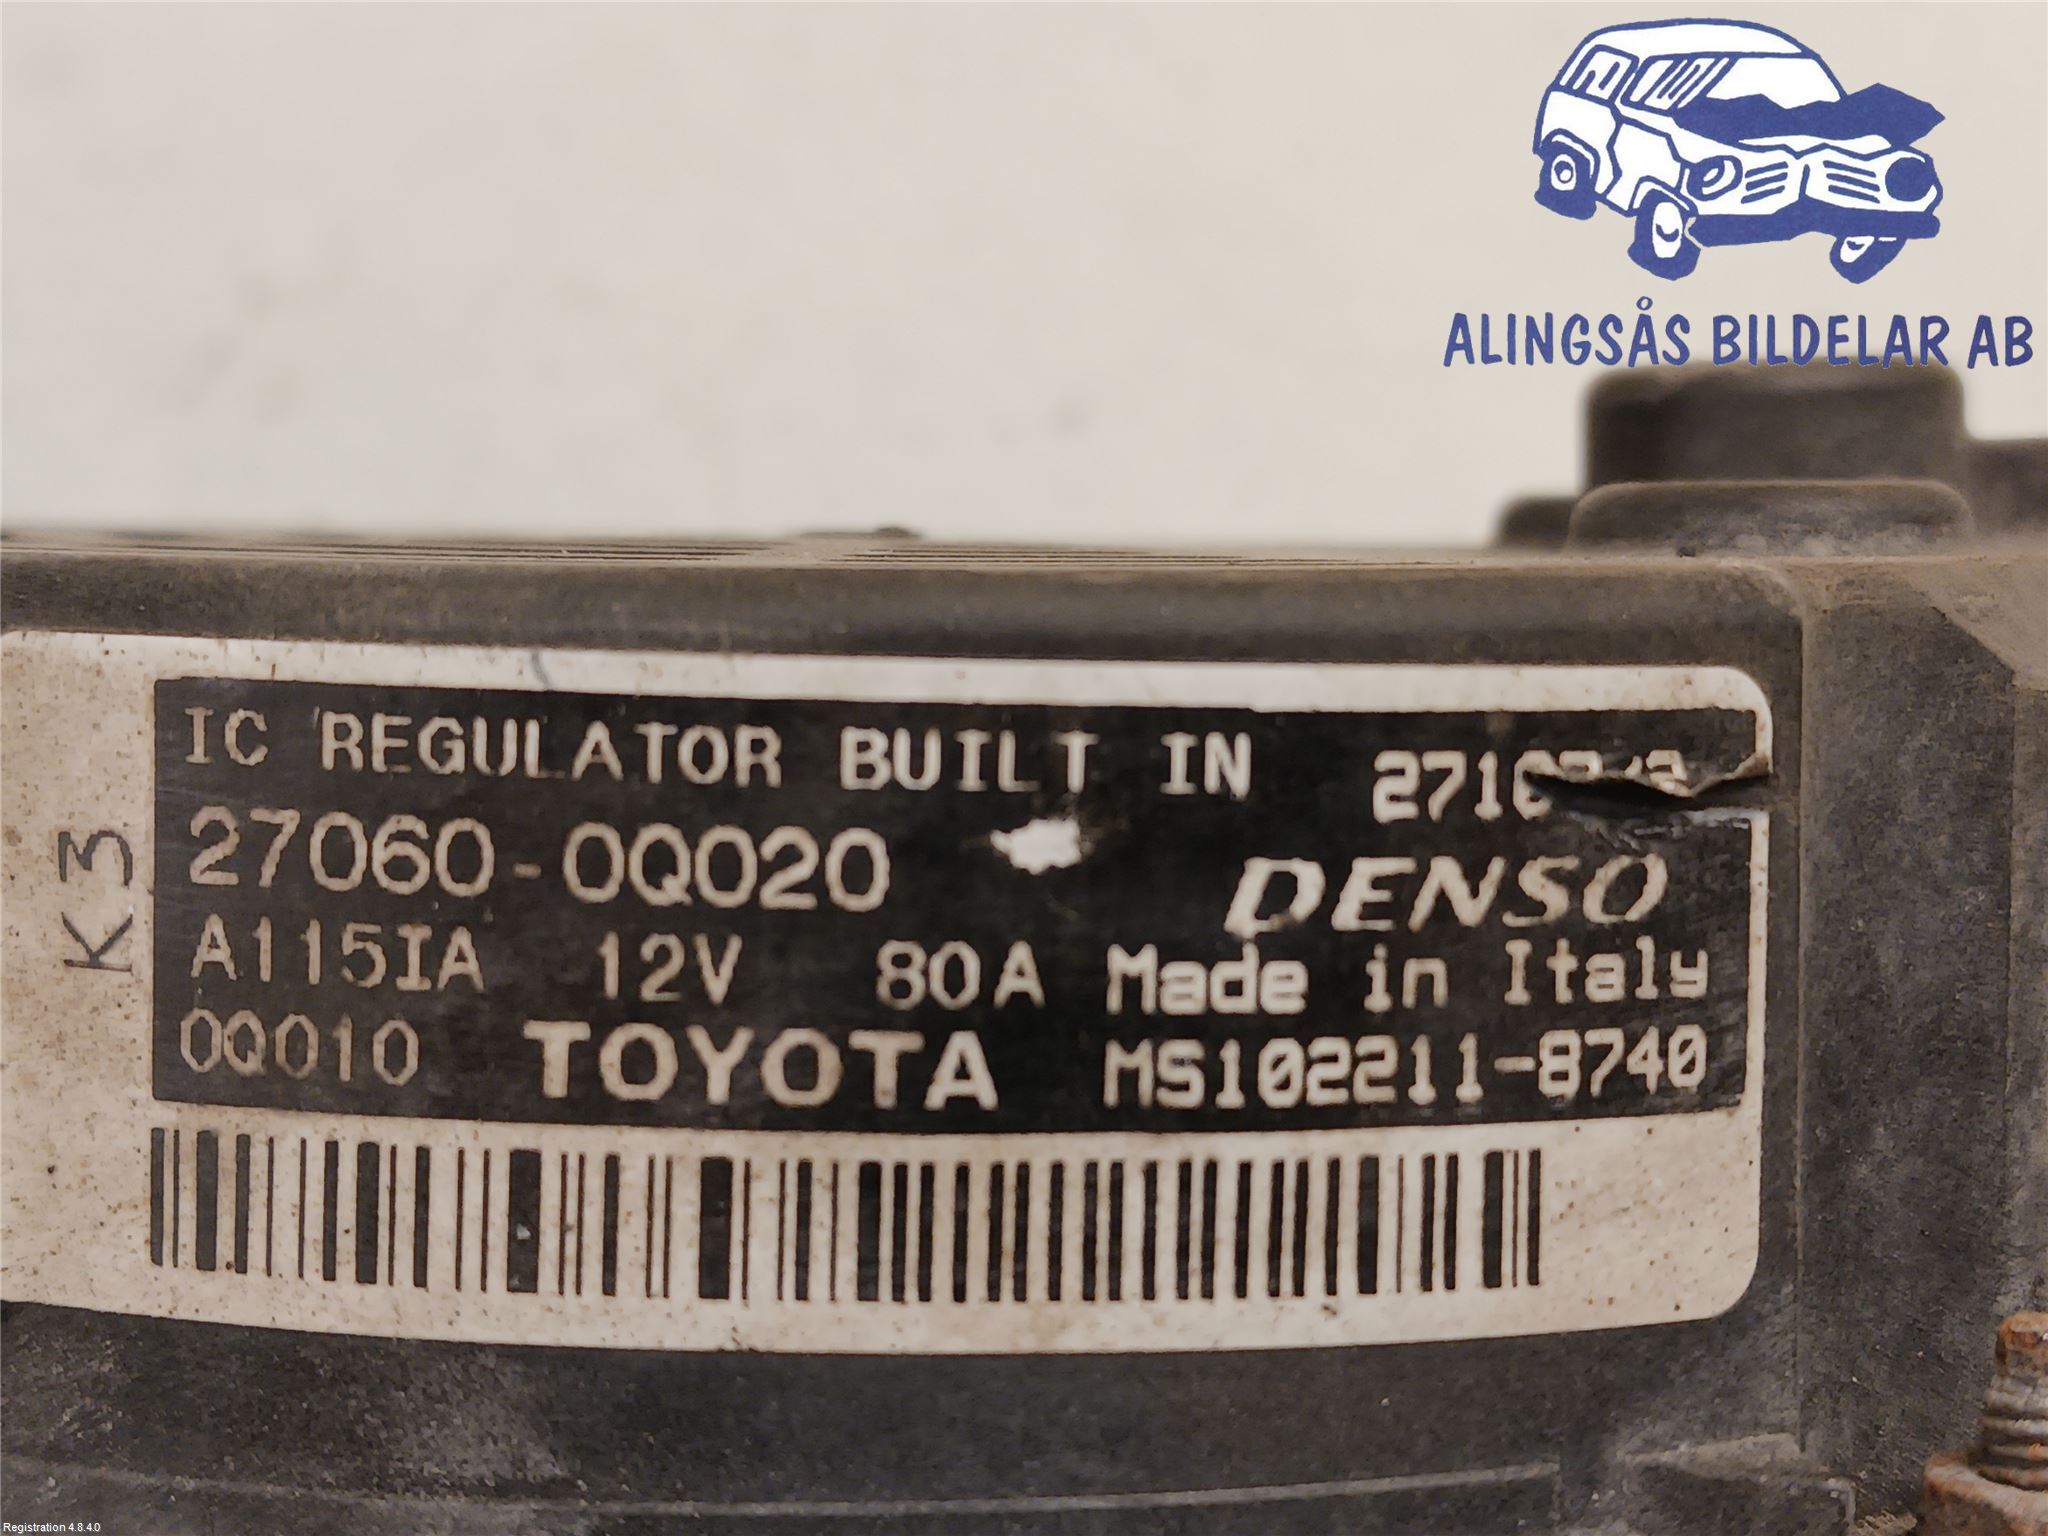 ALINGSÅS BILDELAR AB
IC REGULATOR BUILT IN
27060-0Q020
DENSO
A115IA 12V 80A Made in Italy
0Q010 TOYOTA MS102211-8740
K3
Registration 4.8.4.0